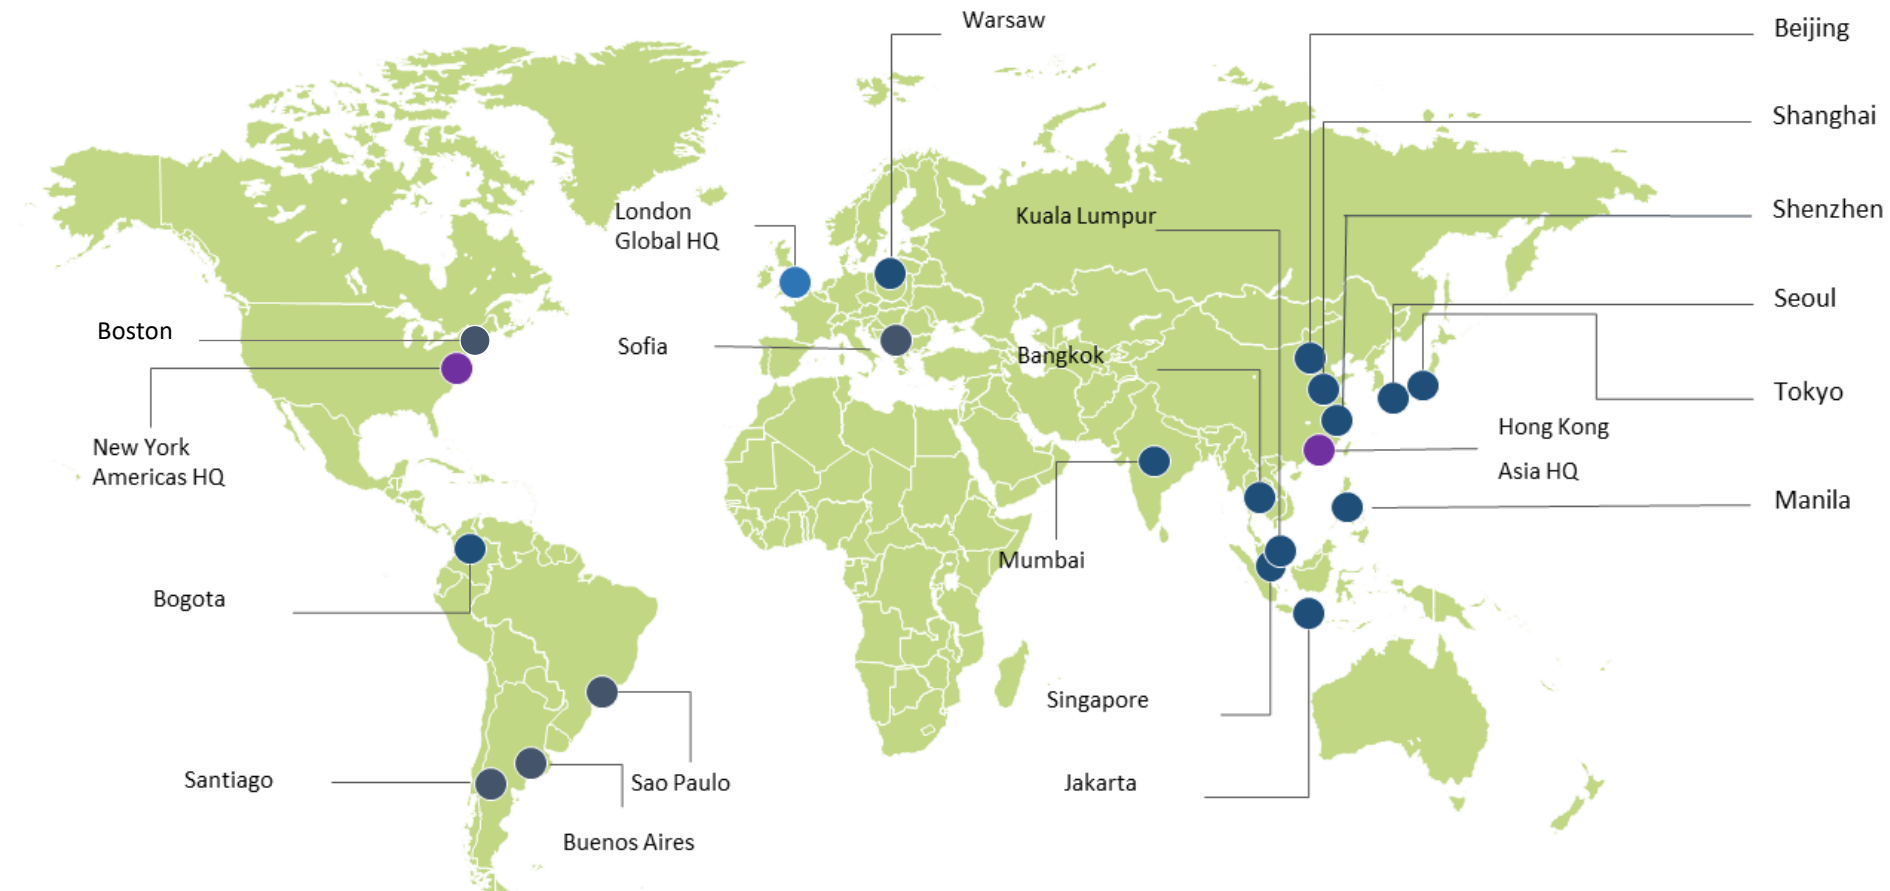 Warsaw
Beijing
Shanghai
London
Global HQ
Kuala Lumpur
Shenzhen
Seoul
Boston
Sofia
Bangkok
Tokyo
New York
Americas HQ
Hong Kong
Asia HQ
Manila
Mumbai
Bogota
Singapore
Santiago
Sao Paulo
Jakarta
Buenos Aires